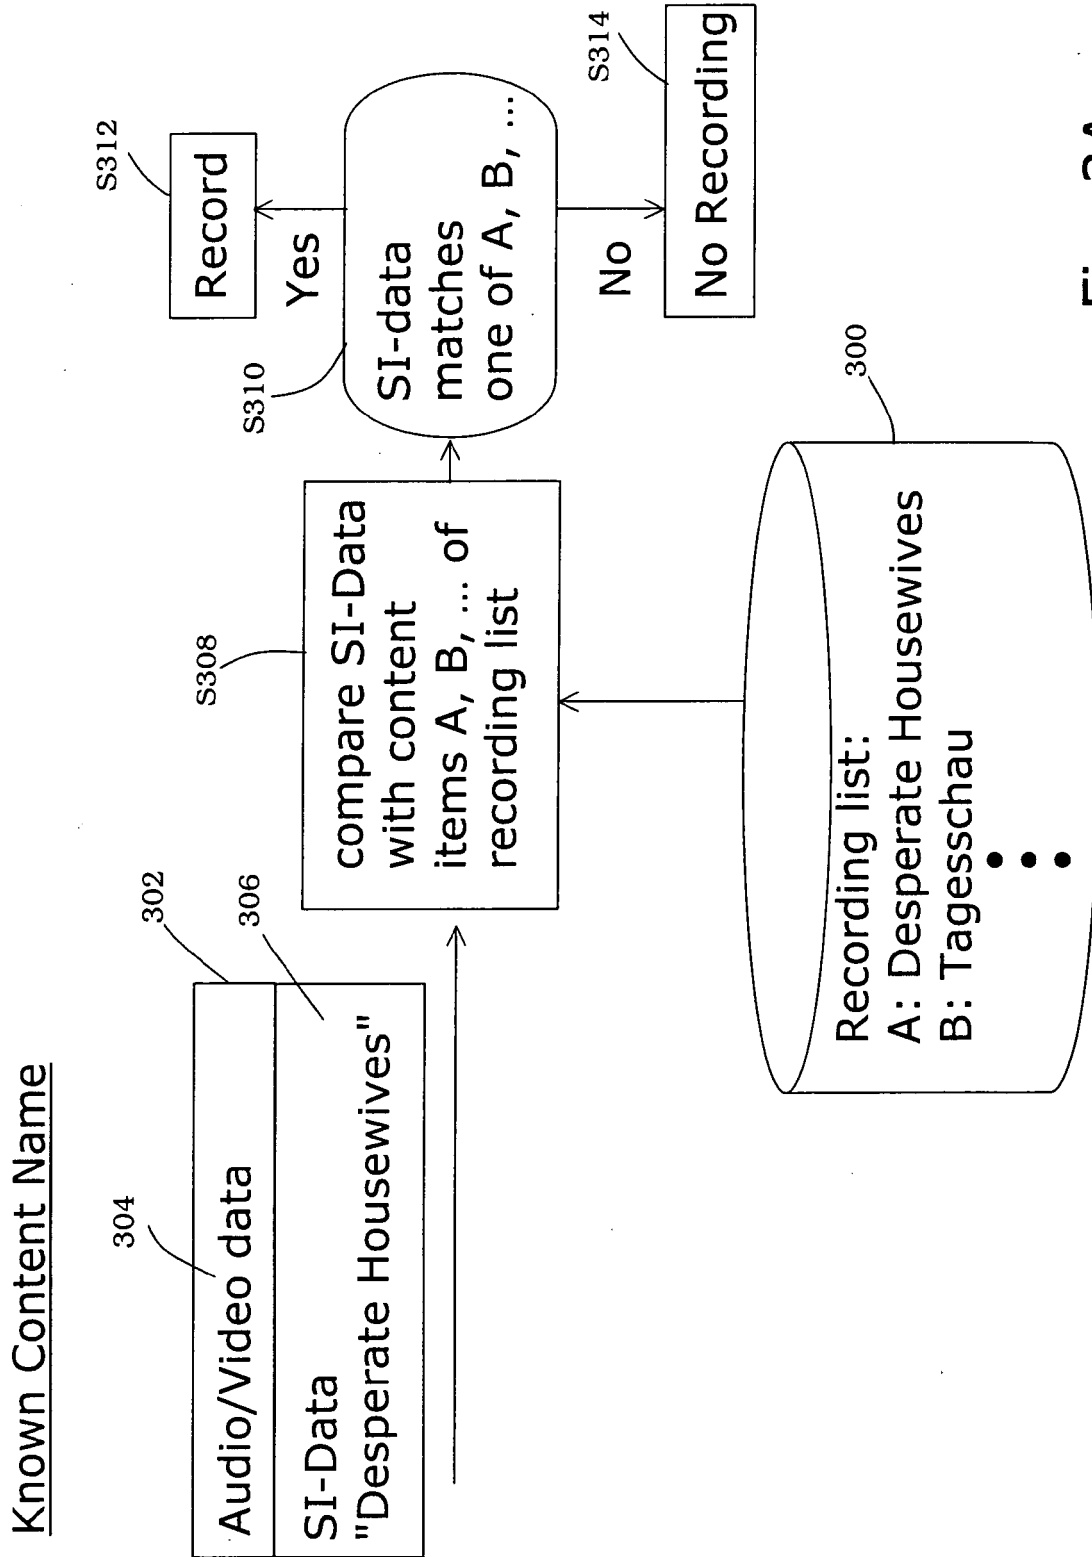 Known Content Name
304
Audio/Video data
302
306
SI-Data
"Desperate Housewives"
S308
compare SI-Data
with content
items A, B, ... of
recording list
S310
SI-data
matches
one of A, B, ...
Yes
S312
Record
No
S314
No Recording
300
Recording list:
A: Desperate Housewives
B: Tagesschau